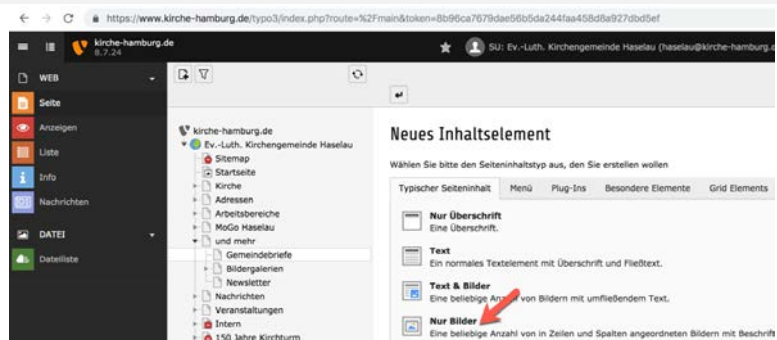 https://www.kirche-hamburg.de/typo3/index.php?route=%2Fmain&token=8b96ca7679dae56b5da244faa458d8a927dbd5ef
kirche-hamburg.de
8.7.24
SU: Ev.-Luth. Kirchengemeinde Haselau (haselau@kirche-hamburg.d
WEB
Seite
Anzeigen
Liste
Info
Nachrichten
DATEI
Dateiliste
kirche-hamburg.de
Ev.-Luth. Kirchengemeinde Haselau
Sitemap
Startseite
Kirche
Adressen
Arbeitsbereiche
MoGo Haselau
und mehr
Gemeindebriefe
Bildergalerien
Newsletter
Nachrichten
Veranstaltungen
Intern
150 Jahre Kirchturm
Neues Inhaltselement
Wählen Sie bitte den Seiteninhaltstyp aus, den Sie erstellen wollen
Typischer Seiteninhalt Menü Plug-Ins Besondere Elemente Grid Elements
Nur Überschrift
Eine Überschrift.
Text
Ein normales Textelement mit Überschrift und Fließtext.
Text & Bilder
Eine beliebige Anzahl von Bildern mit umfließendem Text.
Nur Bilder
Eine beliebige Anzahl von in Zeilen und Spalten angeordneten Bildern mit Beschrift